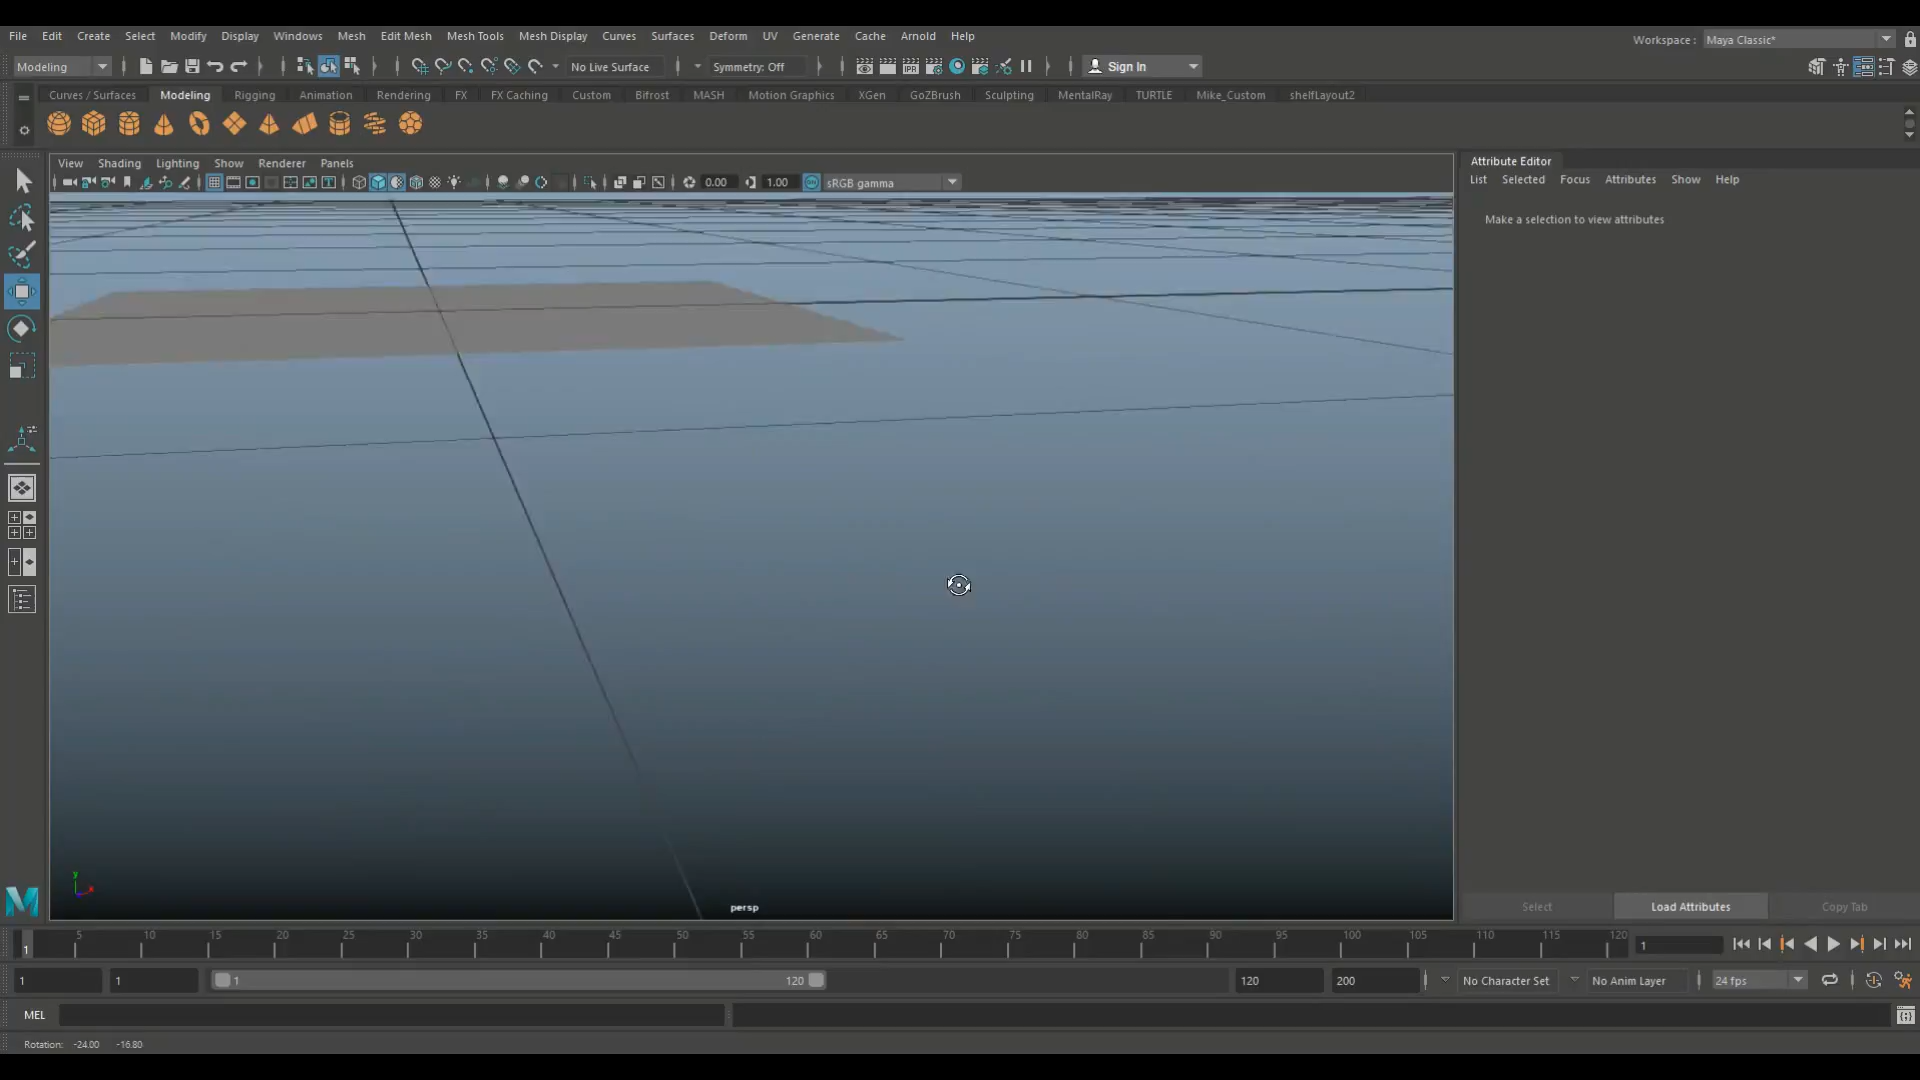 File Edit Create Select Modify Display Windows Mesh Edit Mesh Mesh Tools Mesh Display Curves Surfaces Deform UV Generate Cache Arnold Help
Workspace : Maya Classic*
Modeling No Live Surface Symmetry: Off IPR Sign In
Curves / Surfaces Modeling Rigging Animation Rendering FX FX Caching Custom Bifrost MASH Motion Graphics XGen GoZBrush Sculpting MentalRay TURTLE Mike_Custom shelfLayout2
View Shading Lighting Show Renderer Panels
0.00 1.00 sRGB gamma
Attribute Editor
List Selected Focus Attributes Show Help
Make a selection to view attributes
y
x
persp
Select Load Attributes Copy Tab
1 5 10 15 20 25 30 35 40 45 50 55 60 65 70 75 80 85 90 95 100 105 110 115 120 1
1 1 1 120 120 200 No Character Set No Anim Layer 24 fps
MEL
Rotation: -24.00 -16.80